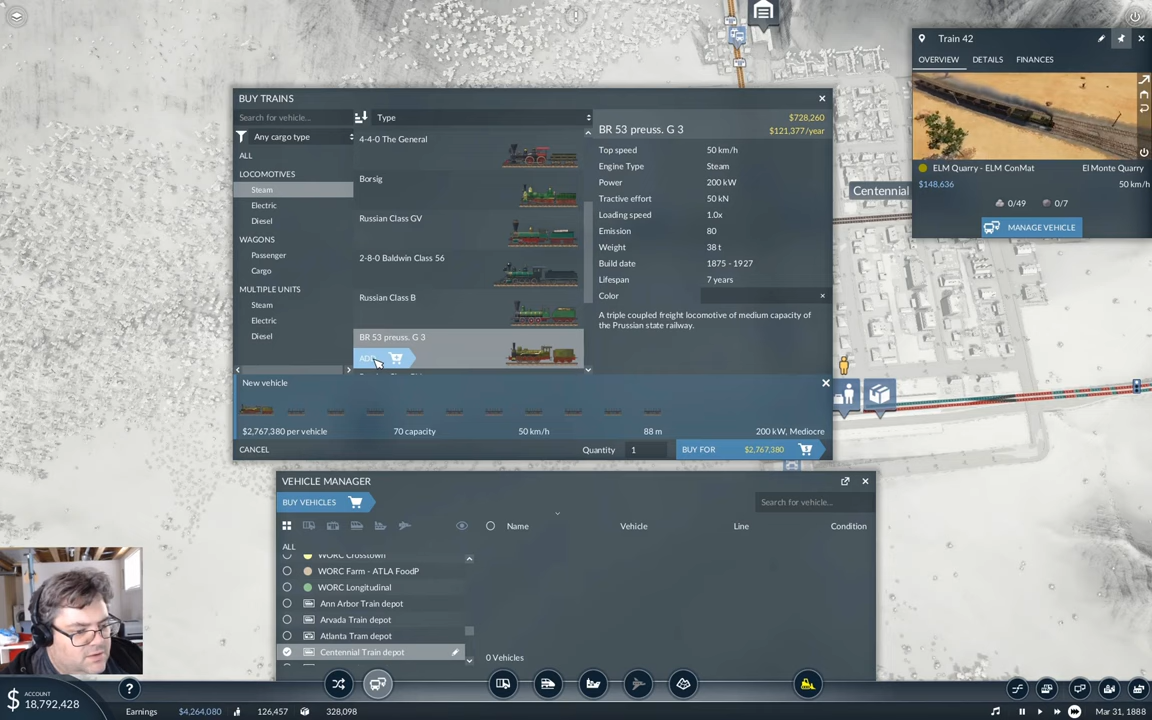 Train 42
OVERVIEW DETAILS FINANCES
ELM Quarry - ELM ConMat El Monte Quarry
$148,636 50 km/h
0/49 0/7
MANAGE VEHICLE
Centennial
BUY TRAINS
Search for vehicle...
Type
Any cargo type
ALL
LOCOMOTIVES
Steam
Electric
Diesel
WAGONS
Passenger
Cargo
MULTIPLE UNITS
Steam
Electric
Diesel
4-4-0 The General
Borsig
Russian Class GV
2-8-0 Baldwin Class 56
Russian Class B
BR 53 preuss. G 3
$728,260
BR 53 preuss. G 3
$121,377/year
Top speed 50 km/h
Engine Type Steam
Power 200 kW
Tractive effort 50 kN
Loading speed 1.0x
Emission 80
Weight 38 t
Build date 1875 - 1927
Lifespan 7 years
Color
A triple coupled freight locomotive of medium capacity of
the Prussian state railway.
New vehicle
$2,767,380 per vehicle 70 capacity 50 km/h 88 m 200 kW, Mediocre
CANCEL Quantity 1 BUY FOR $2,767,380
VEHICLE MANAGER
BUY VEHICLES
Search for vehicle...
Name Vehicle Line Condition
ALL
WORC Crosstown
WORC Farm - ATLA FoodP
WORC Longitudinal
Ann Arbor Train depot
Arvada Train depot
Atlanta Tram depot
Centennial Train depot
0 Vehicles
ACCOUNT
$ 18,792,428
?
Earnings $4,264,080 126,457 328,098
Mar 31, 1888